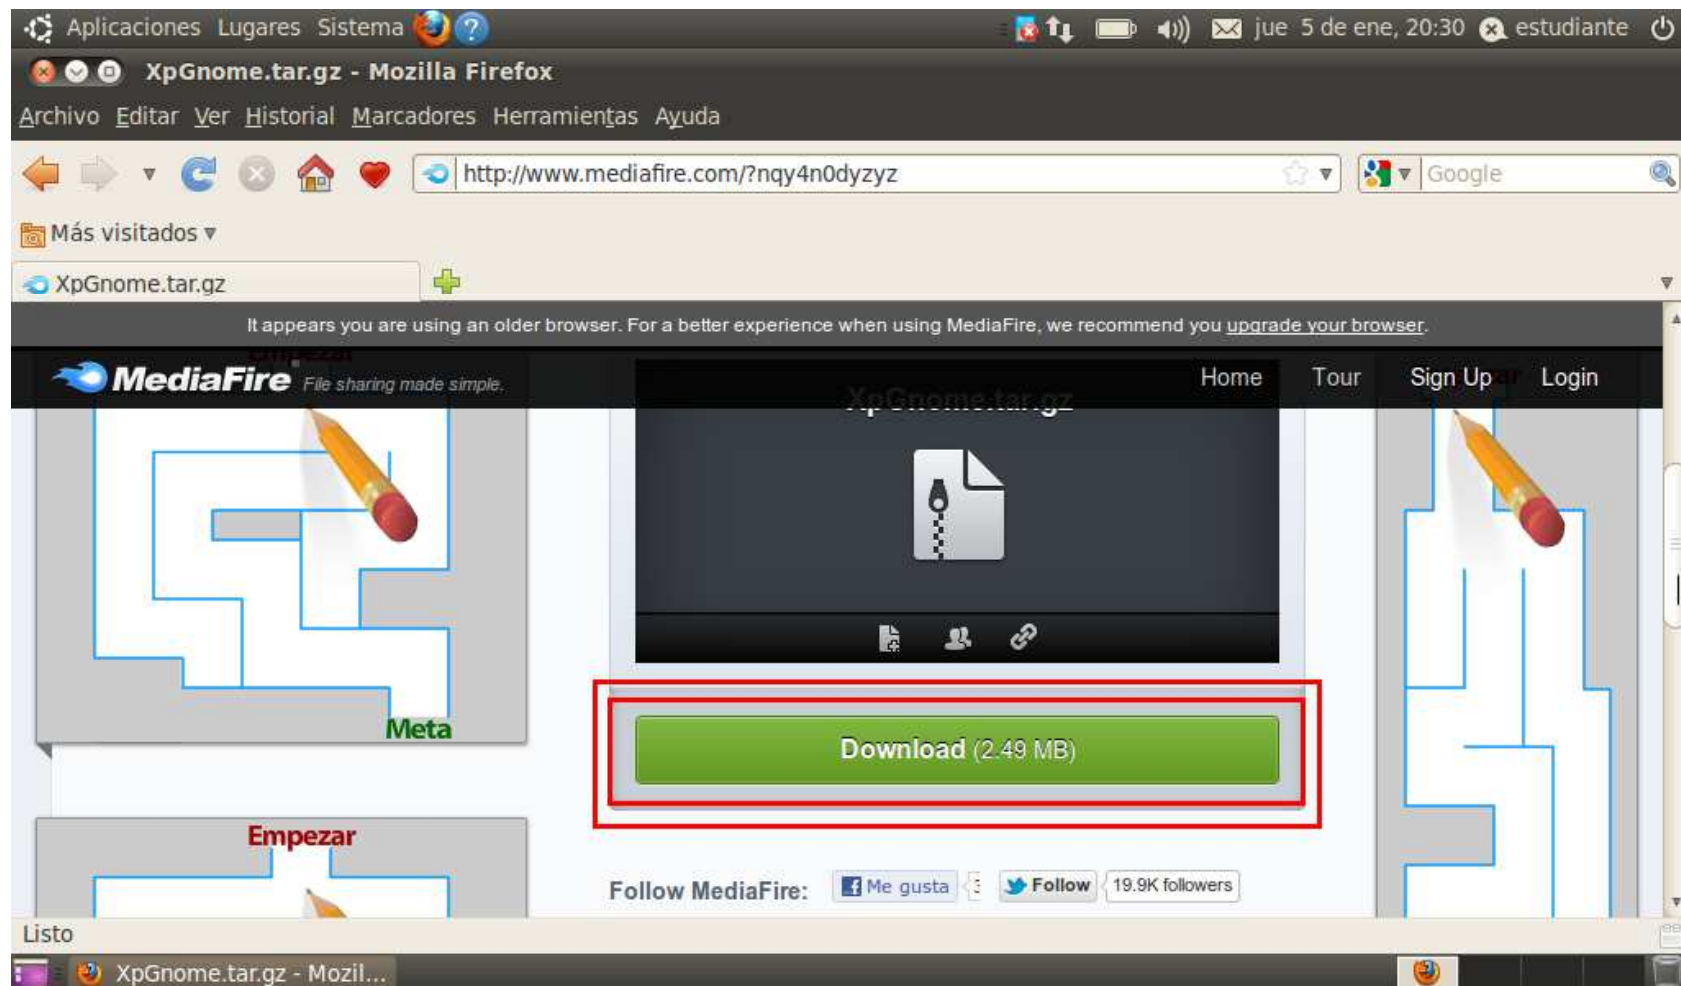 Aplicaciones Lugares Sistema jue 5 de ene, 20:30 estudiante
XpGnome.tar.gz - Mozilla Firefox
Archivo Editar Ver Historial Marcadores Herramientas Ayuda
http://www.mediafire.com/?nqy4n0dyzyz Google
Más visitados
XpGnome.tar.gz
It appears you are using an older browser. For a better experience when using MediaFire, we recommend you upgrade your browser.
MediaFire File sharing made simple. Home Tour Sign Up Login
XpGnome.tar.gz
Meta
Download (2.49 MB)
Empezar
Follow MediaFire: Me gusta Follow 19.9K followers
Listo
XpGnome.tar.gz - Mozil...